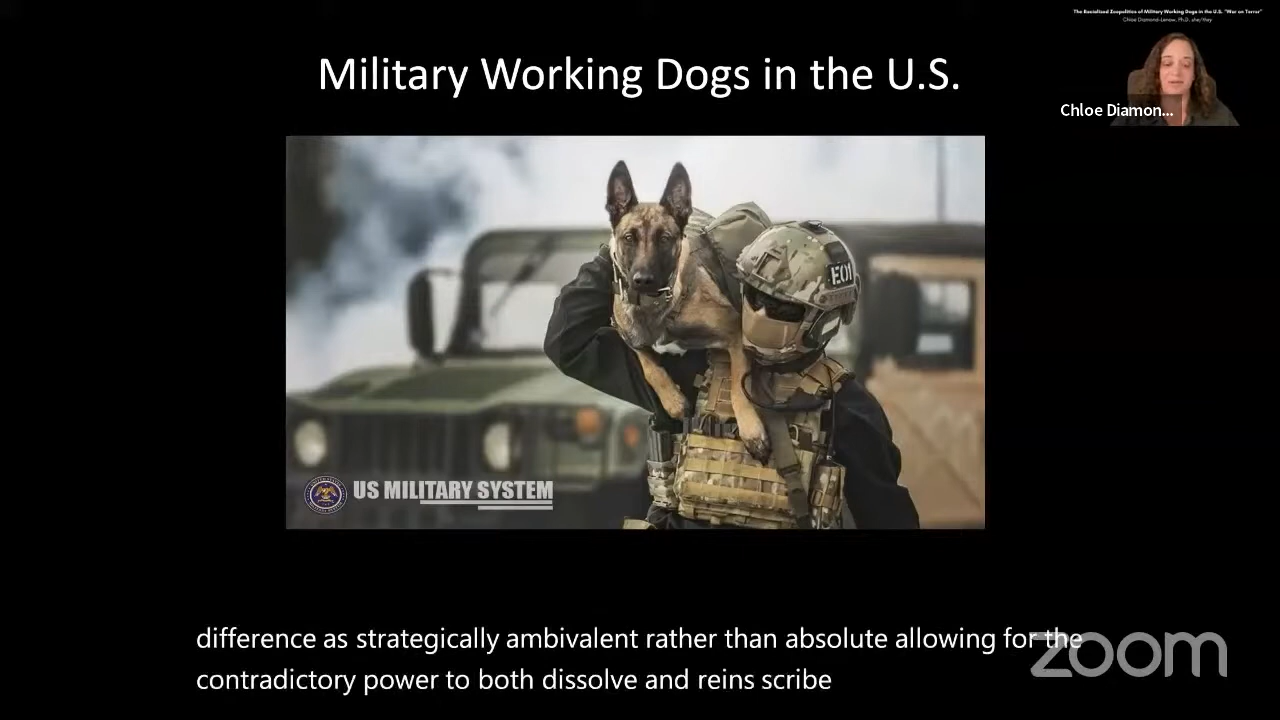 The Racialized Zoopolitics of Military Working Dogs in the U.S. "War on Terror"
Chloe Diamond-Lenow, Ph.D, she/they
Military Working Dogs in the U.S.
Chloe Diamon...
EO1
US MILITARY SYSTEM
difference as strategically ambivalent rather than absolute allowing for the
contradictory power to both dissolve and reins scribe
zoom